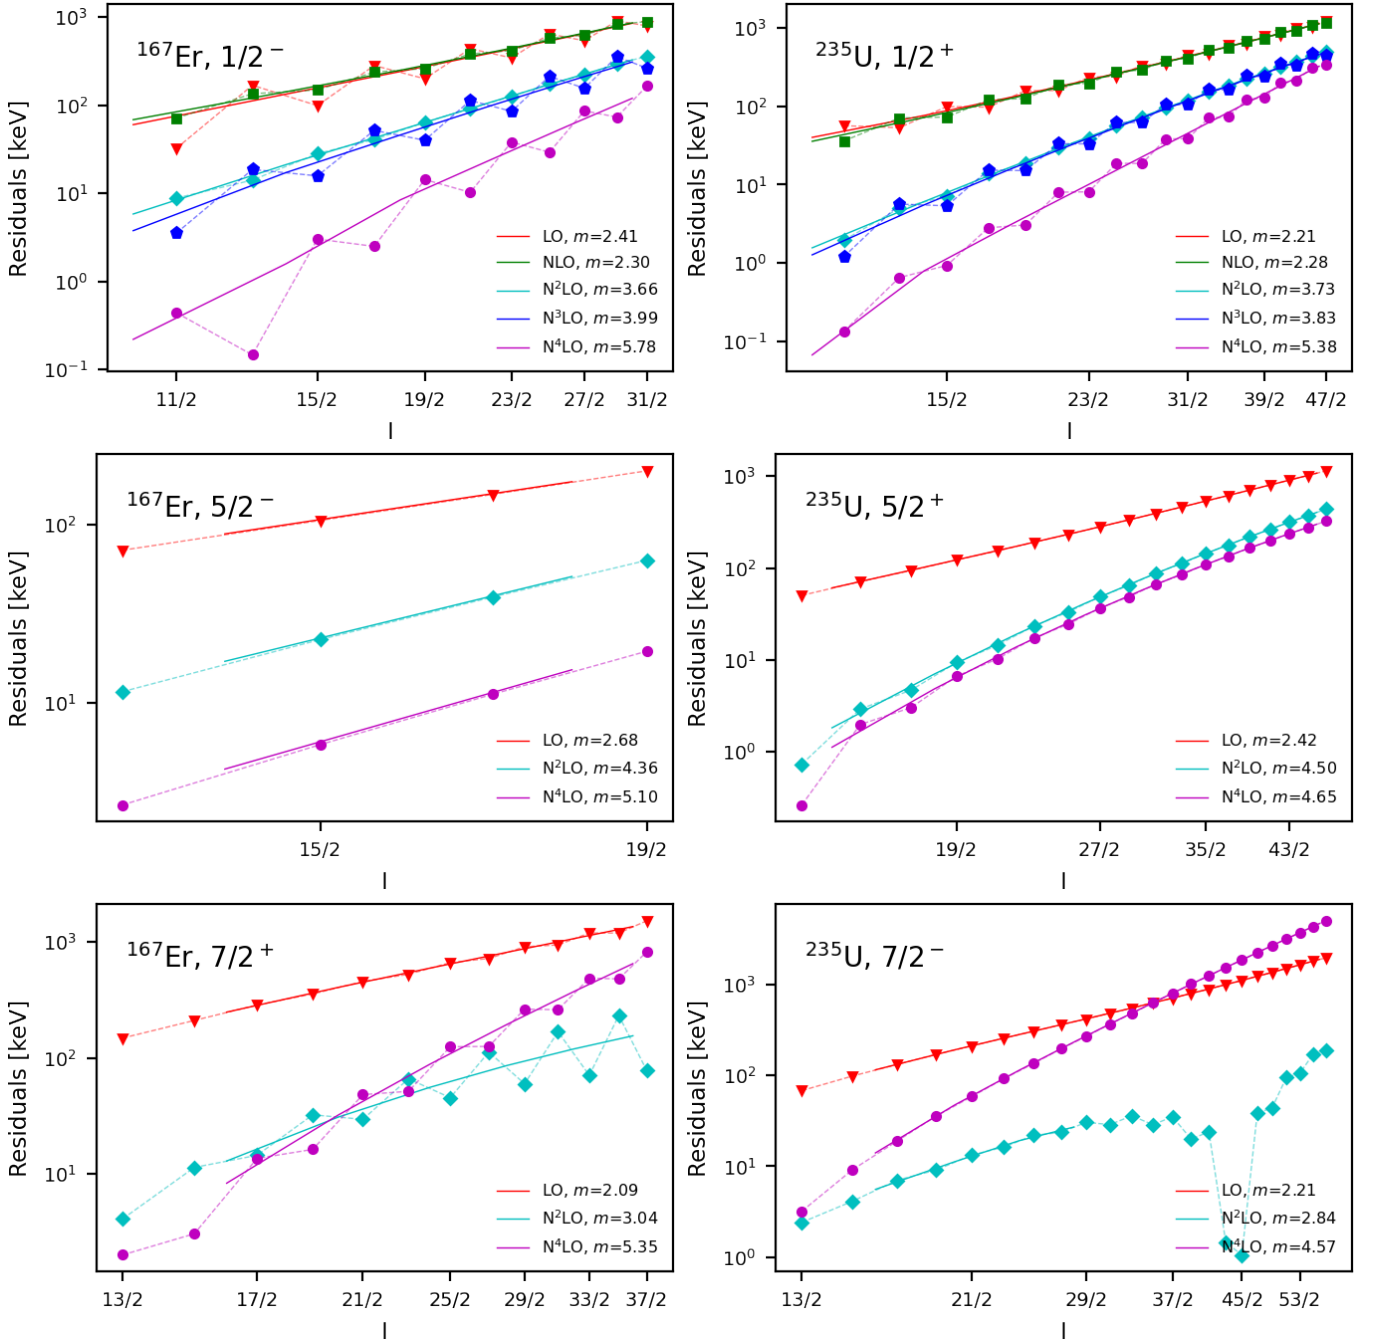 10³
10²
10¹
10⁰
10⁻¹
Residuals [keV]
¹⁶⁷Er, 1/2⁻
LO, m=2.41
NLO, m=2.30
N²LO, m=3.66
N³LO, m=3.99
N⁴LO, m=5.78
11/2 15/2 19/2 23/2 27/2 31/2
I
10³
10²
10¹
10⁰
10⁻¹
Residuals [keV]
²³⁵U, 1/2⁺
LO, m=2.21
NLO, m=2.28
N²LO, m=3.73
N³LO, m=3.83
N⁴LO, m=5.38
15/2 23/2 31/2 39/2 47/2
I
10²
10¹
Residuals [keV]
¹⁶⁷Er, 5/2⁻
LO, m=2.68
N²LO, m=4.36
N⁴LO, m=5.10
15/2 19/2
I
10³
10²
10¹
10⁰
Residuals [keV]
²³⁵U, 5/2⁺
LO, m=2.42
N²LO, m=4.50
N⁴LO, m=4.65
19/2 27/2 35/2 43/2
I
10³
10²
10¹
Residuals [keV]
¹⁶⁷Er, 7/2⁺
LO, m=2.09
N²LO, m=3.04
N⁴LO, m=5.35
13/2 17/2 21/2 25/2 29/2 33/2 37/2
I
10³
10²
10¹
10⁰
Residuals [keV]
²³⁵U, 7/2⁻
LO, m=2.21
N²LO, m=2.84
N⁴LO, m=4.57
13/2 21/2 29/2 37/2 45/2 53/2
I